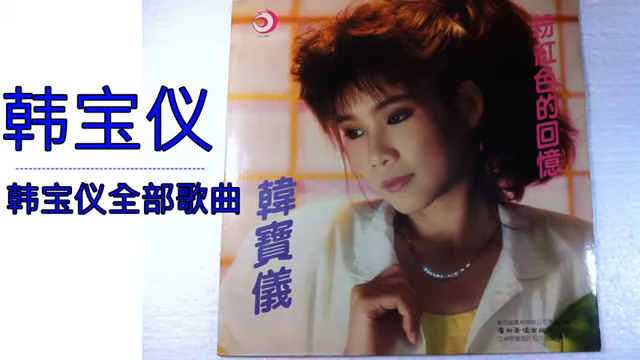 韩宝仪
韩宝仪全部歌曲
粉紅色的回憶
韓寶儀